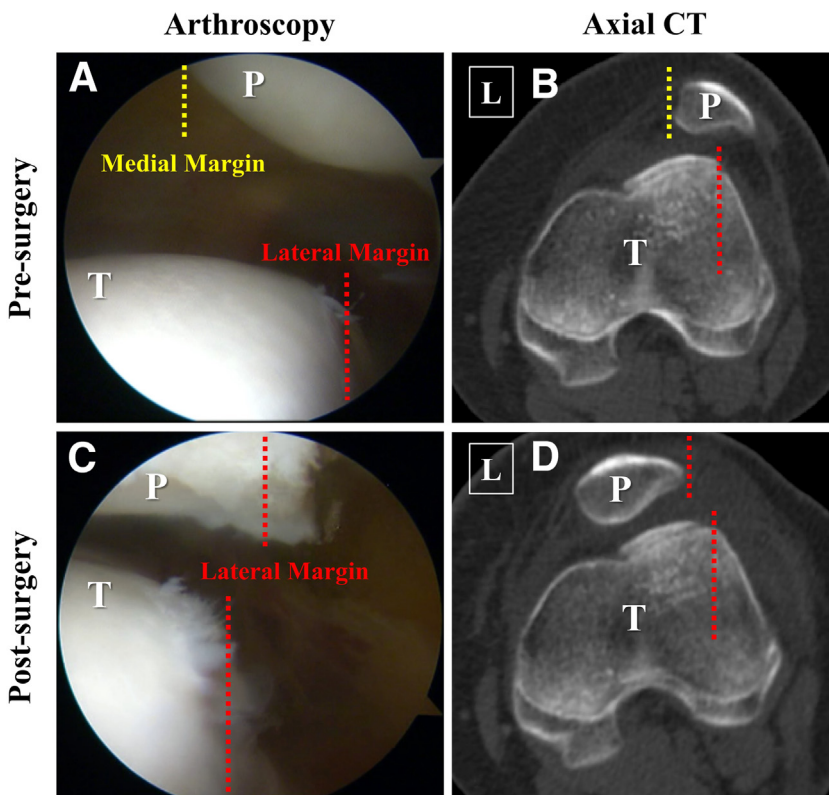 Arthroscopy
Axial CT
Pre-surgery
A
P
Medial Margin
Lateral Margin
T
L
B
P
T
Post-surgery
C
P
Lateral Margin
T
L
D
P
T